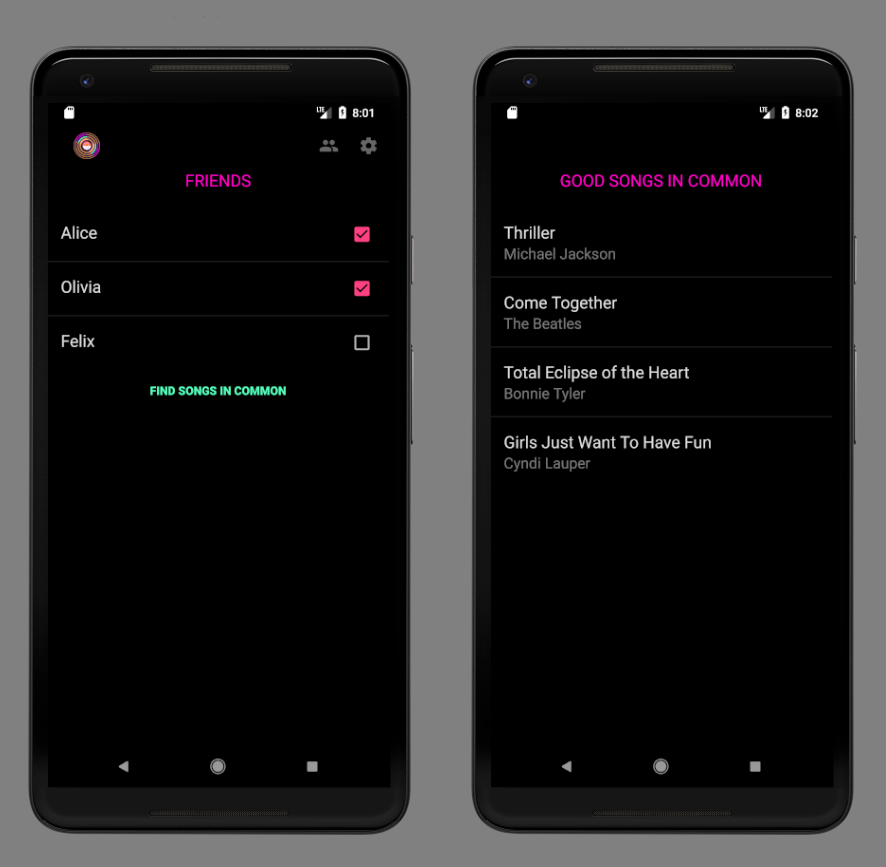 LTE 8:01
FRIENDS
Alice
Olivia
Felix
FIND SONGS IN COMMON
LTE 8:02
GOOD SONGS IN COMMON
Thriller
Michael Jackson
Come Together
The Beatles
Total Eclipse of the Heart
Bonnie Tyler
Girls Just Want To Have Fun
Cyndi Lauper